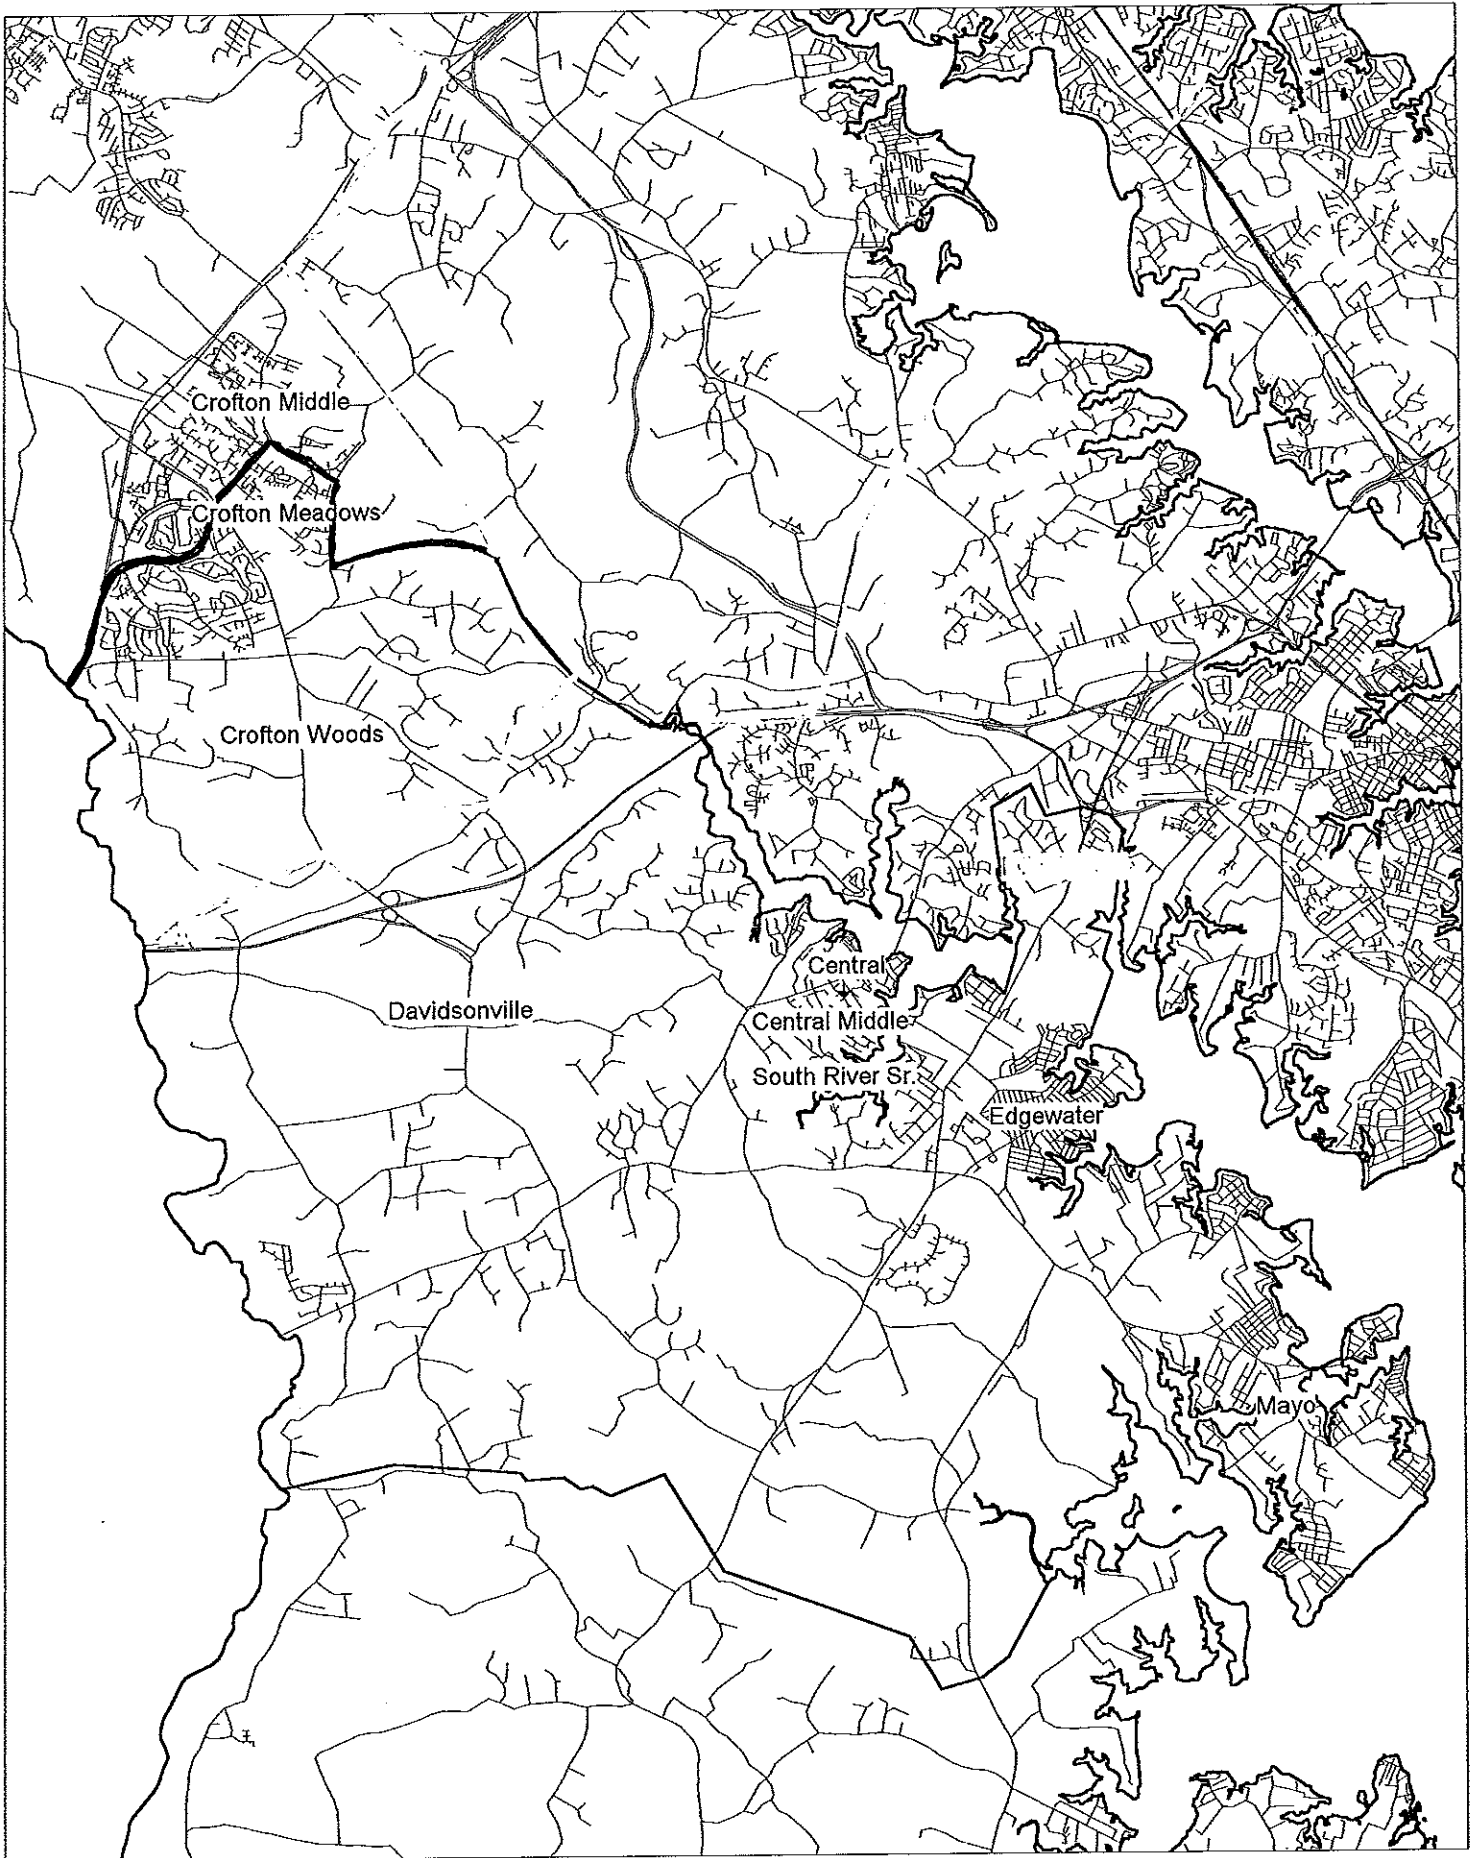 Crofton Middle
Crofton Meadows
Crofton Woods
Central
Davidsonville
Central Middle
South River Sr.
Edgewater
Mayo